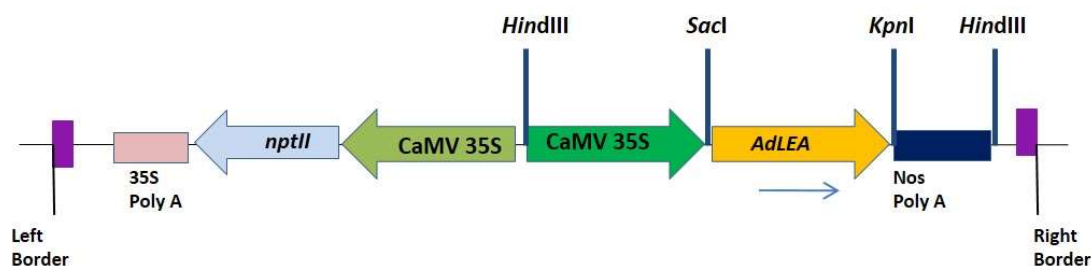 HindIII
SacI
KpnI
HindIII
nptII
CaMV 35S
CaMV 35S
AdLEA
35S
Poly A
Nos
Poly A
Left
Border
Right
Border